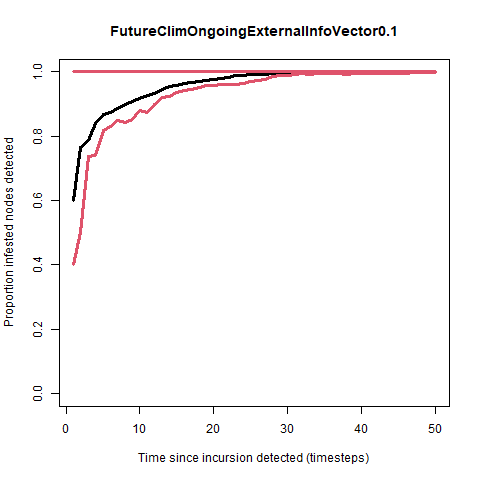 FutureClimOngoingExternalInfoVector0.1
Proportion infested nodes detected
1.0
0.8
0.6
0.4
0.2
0.0
0 10 20 30 40 50
Time since incursion detected (timesteps)